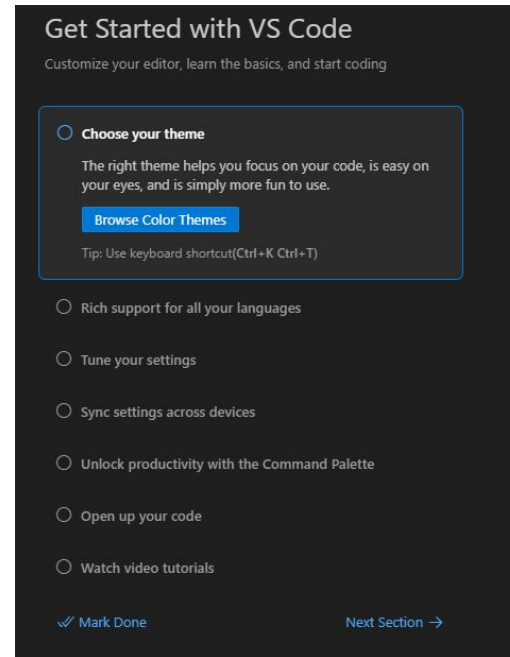 Get Started with VS Code
Customize your editor, learn the basics, and start coding
Choose your theme
The right theme helps you focus on your code, is easy on
your eyes, and is simply more fun to use.
Browse Color Themes
Tip: Use keyboard shortcut(Ctrl+K Ctrl+T)
Rich support for all your languages
Tune your settings
Sync settings across devices
Unlock productivity with the Command Palette
Open up your code
Watch video tutorials
Mark Done
Next Section →